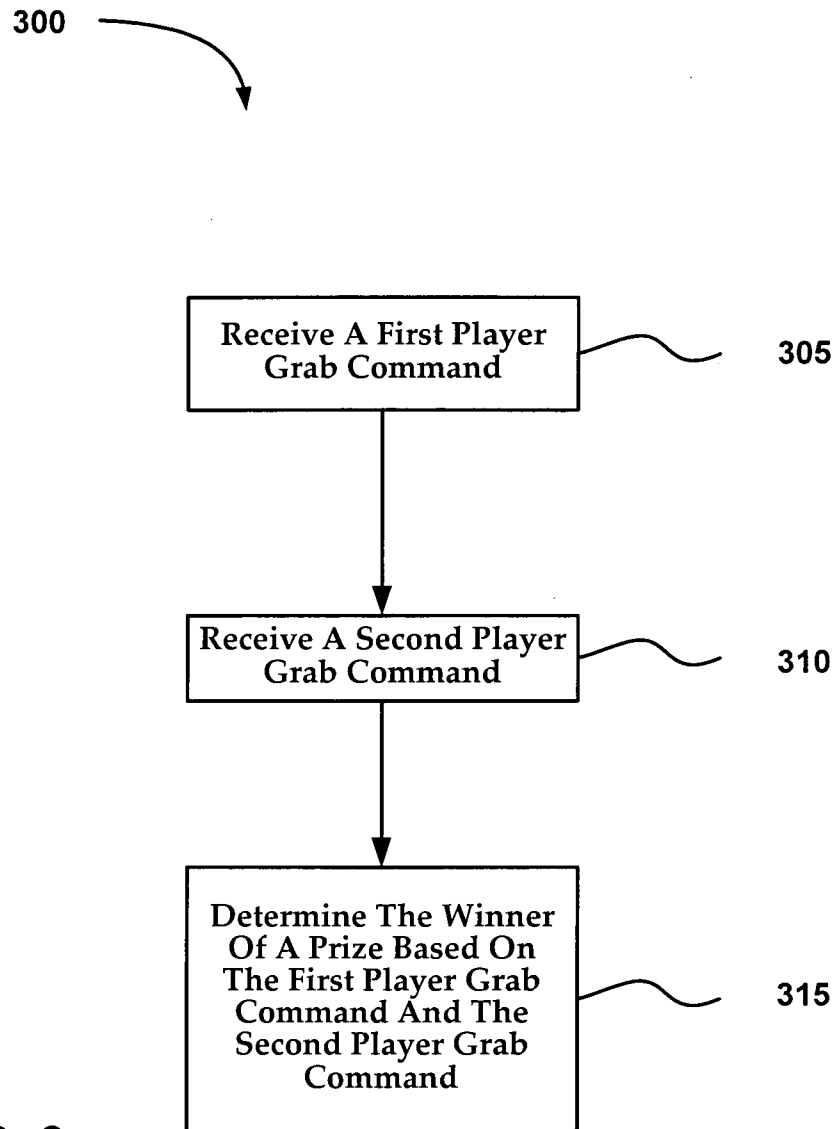 300
Receive A First Player
Grab Command
305
Receive A Second Player
Grab Command
310
Determine The Winner
Of A Prize Based On
The First Player Grab
Command And The
Second Player Grab
Command
315